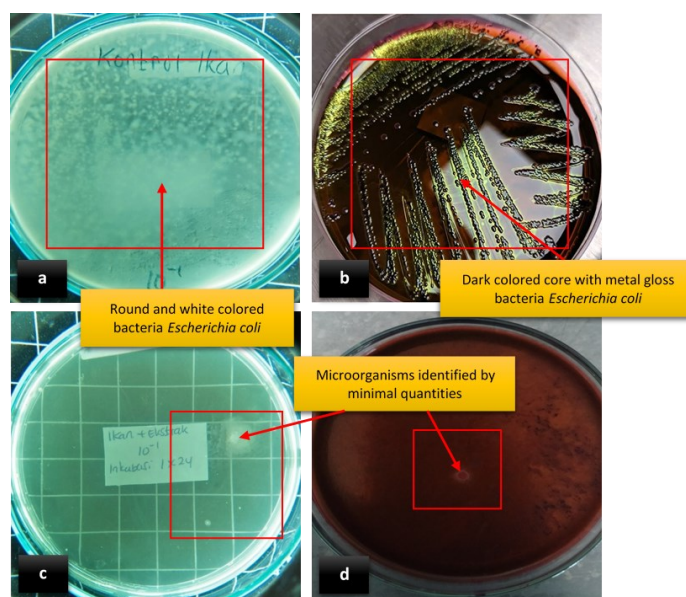 Kontrol Ika
a
10⁻¹
b
Round and white colored
bacteria Escherichia coli
Dark colored core with metal gloss
bacteria Escherichia coli
Microorganisms identified by
minimal quantities
Ikan + Ekstrak
10⁻¹
Inkubasi 1 x 24
c
d